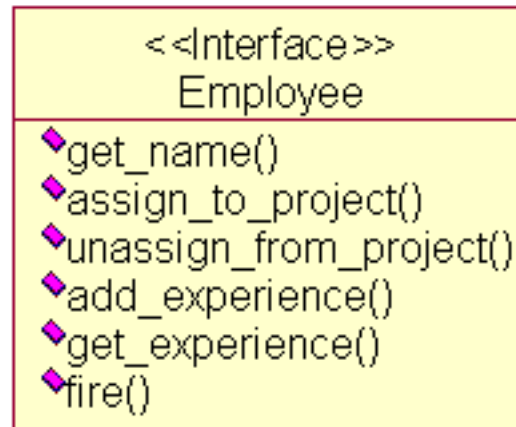 <<Interface>>
Employee
get_name()
assign_to_project()
unassign_from_project()
add_experience()
get_experience()
fire()